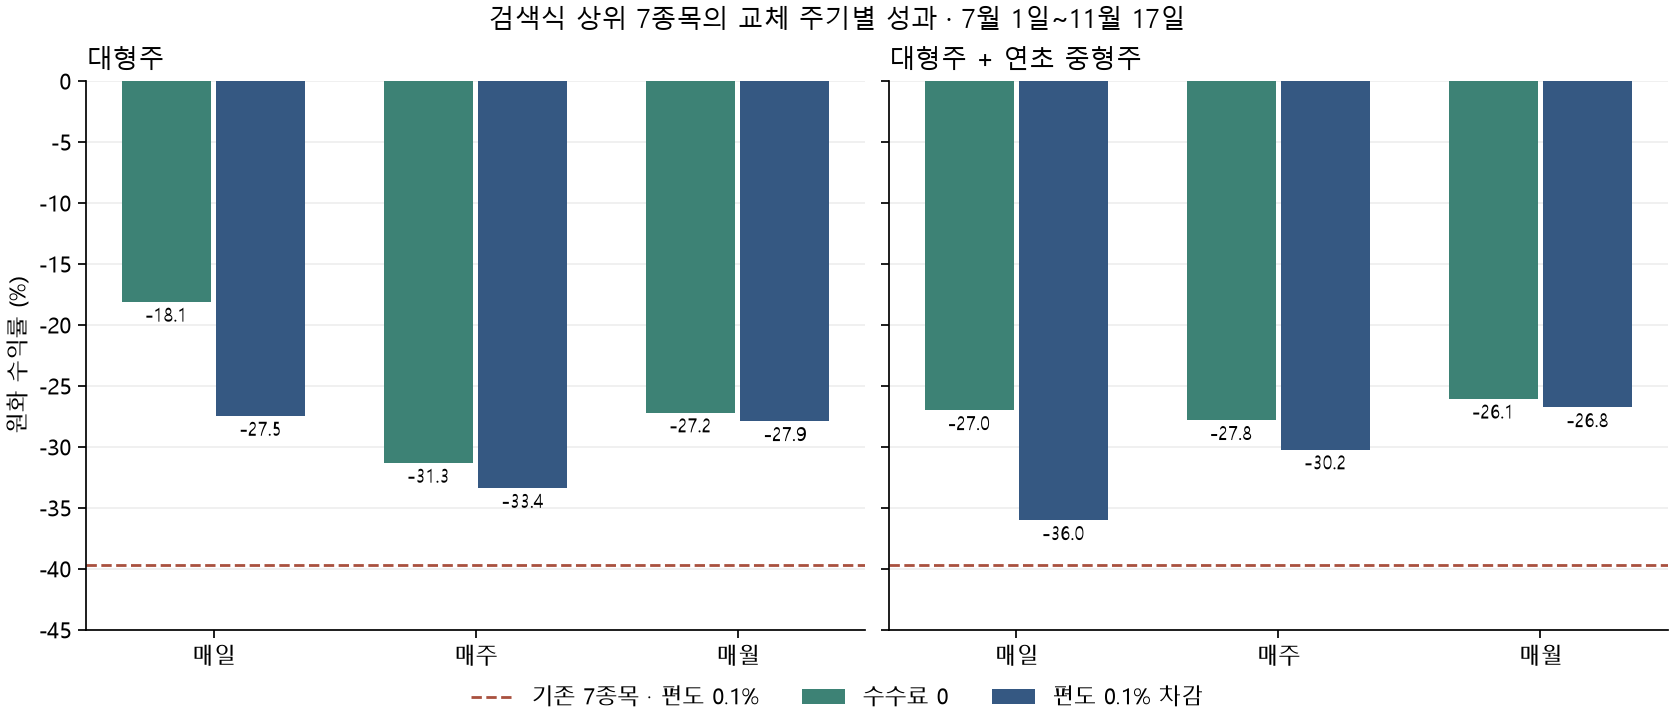 검색식 상위 7종목의 교체 주기별 성과 · 7월 1일~11월 17일
대형주
대형주 + 연초 중형주
원화 수익률 (%)
0
-5
-10
-15
-20
-25
-30
-35
-40
-45
-18.1
-27.5
-31.3
-33.4
-27.2
-27.9
-27.0
-36.0
-27.8
-30.2
-26.1
-26.8
매일
매주
매월
매일
매주
매월
기존 7종목 · 편도 0.1%
수수료 0
편도 0.1% 차감